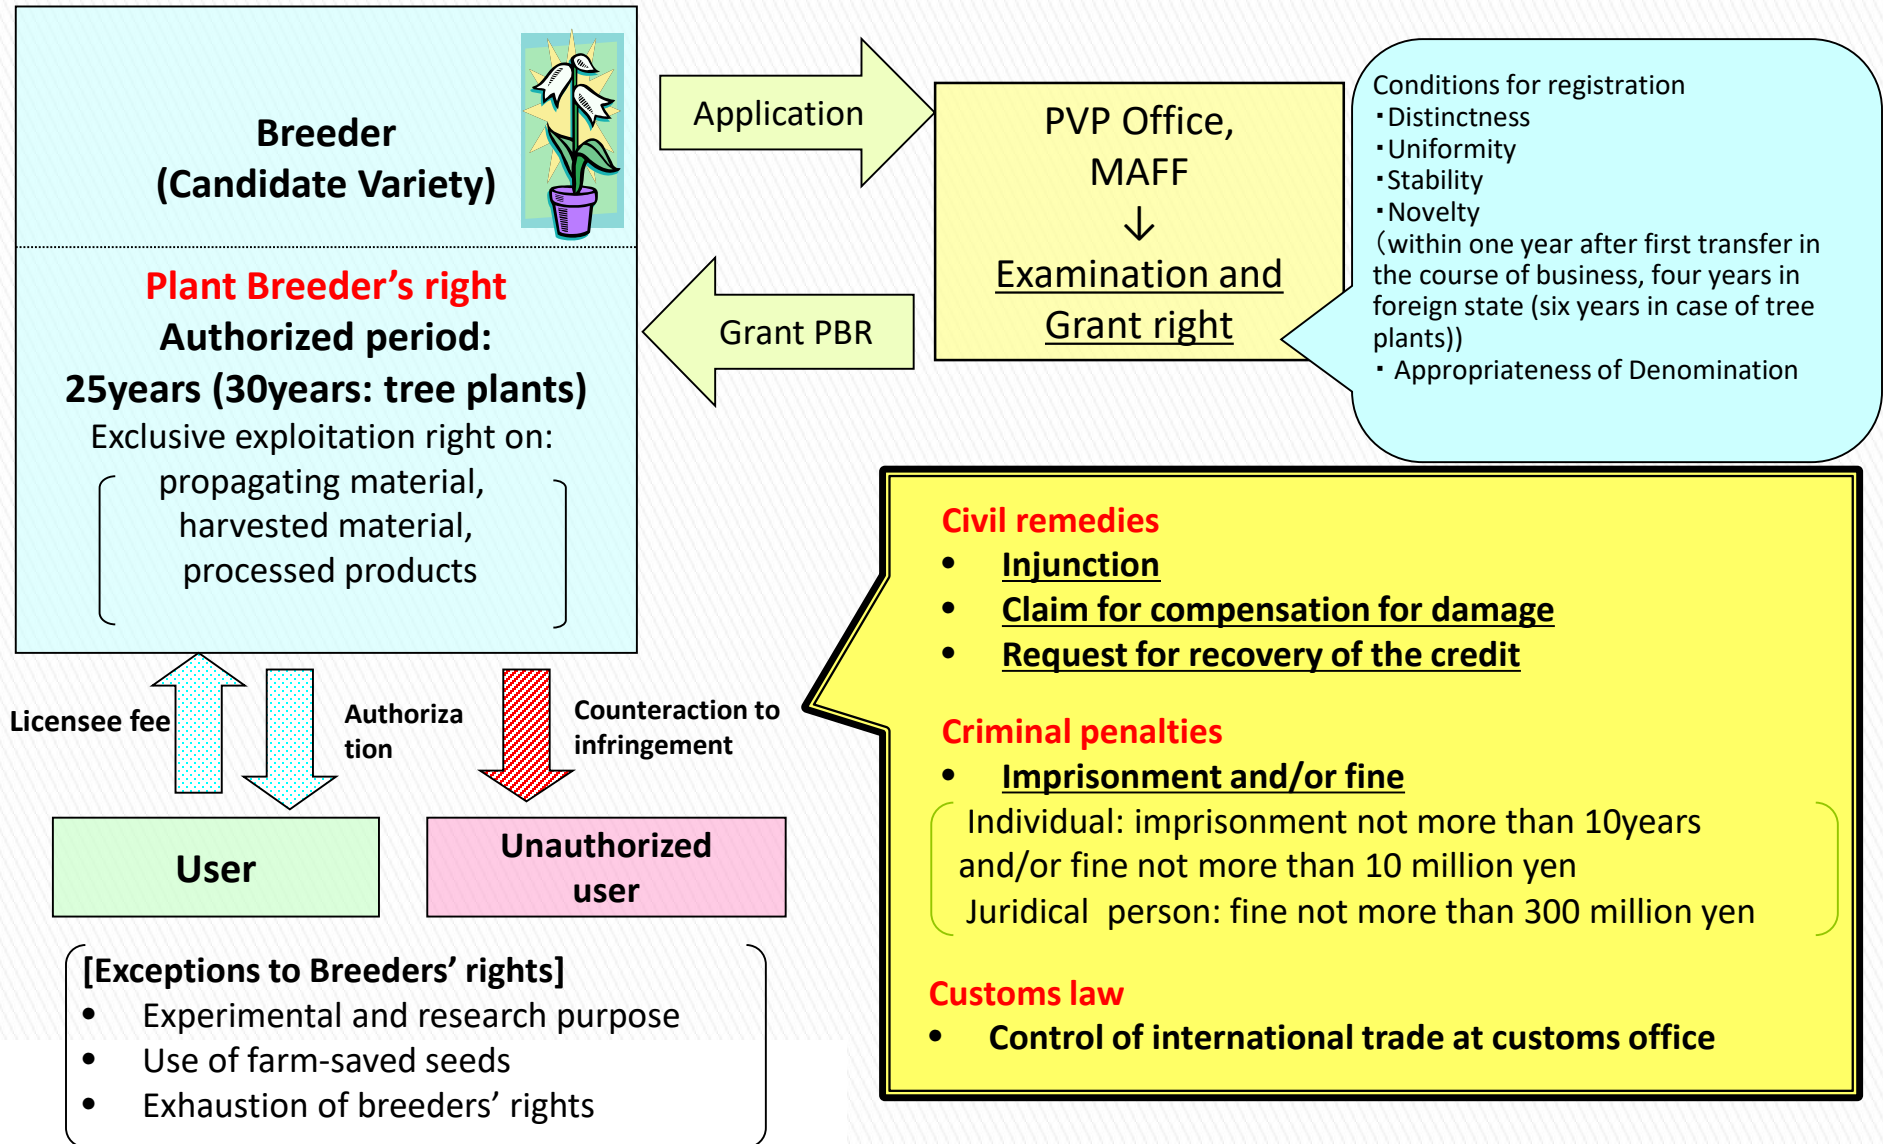 Breeder
(Candidate Variety)
Plant Breeder’s right
Authorized period:
25years (30years: tree plants)
Exclusive exploitation right on:
propagating material,
harvested material,
processed products
Application
Grant PBR
PVP Office,
MAFF
↓
Examination and
Grant right
Conditions for registration
・Distinctness
・Uniformity
・Stability
・Novelty
（within one year after first transfer in
the course of business, four years in
foreign state (six years in case of tree
plants))
・ Appropriateness of Denomination
Licensee fee
Authoriza
tion
Counteraction to
infringement
User
Unauthorized
user
[Exceptions to Breeders’ rights]
• Experimental and research purpose
• Use of farm-saved seeds
• Exhaustion of breeders’ rights
Civil remedies
• Injunction
• Claim for compensation for damage
• Request for recovery of the credit
Criminal penalties
• Imprisonment and/or fine
Individual: imprisonment not more than 10years
and/or fine not more than 10 million yen
Juridical person: fine not more than 300 million yen
Customs law
• Control of international trade at customs office